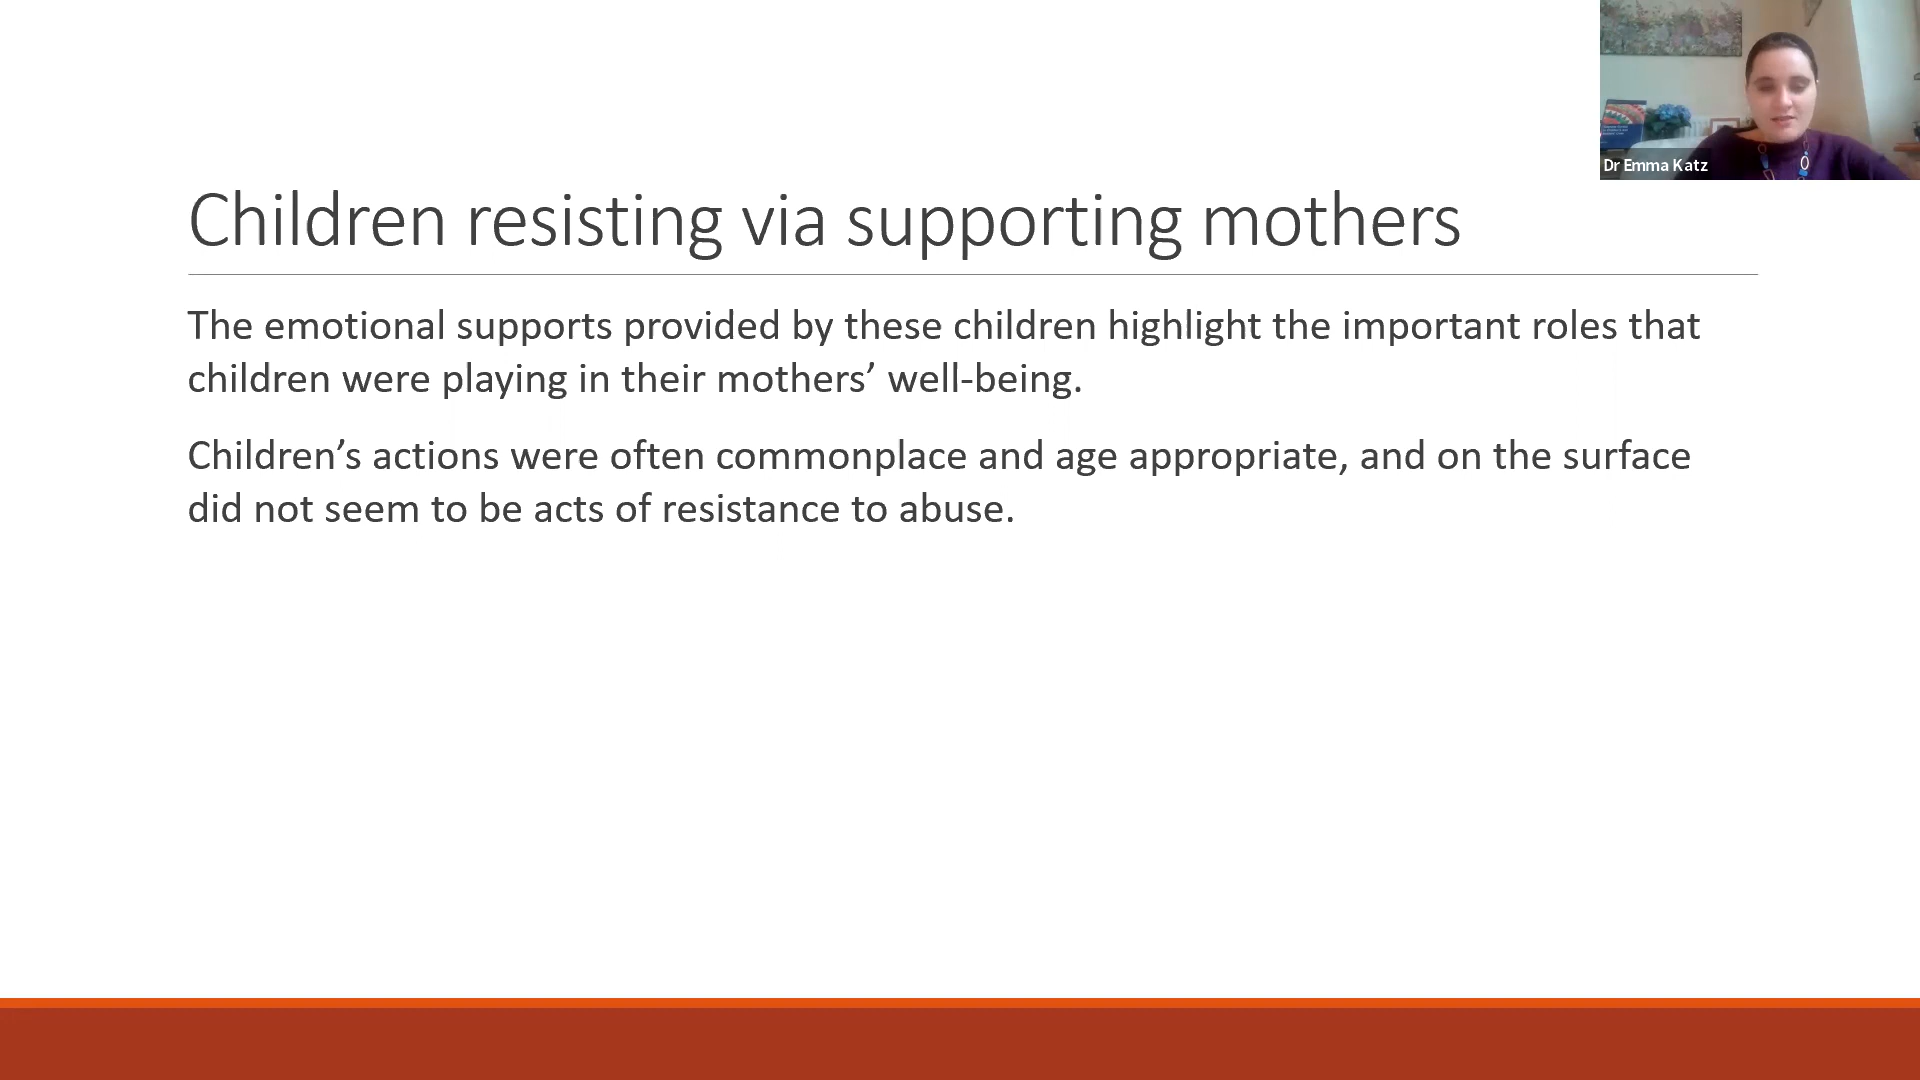 Dr Emma Katz
Children resisting via supporting mothers
The emotional supports provided by these children highlight the important roles that
children were playing in their mothers’ well-being.
Children’s actions were often commonplace and age appropriate, and on the surface
did not seem to be acts of resistance to abuse.